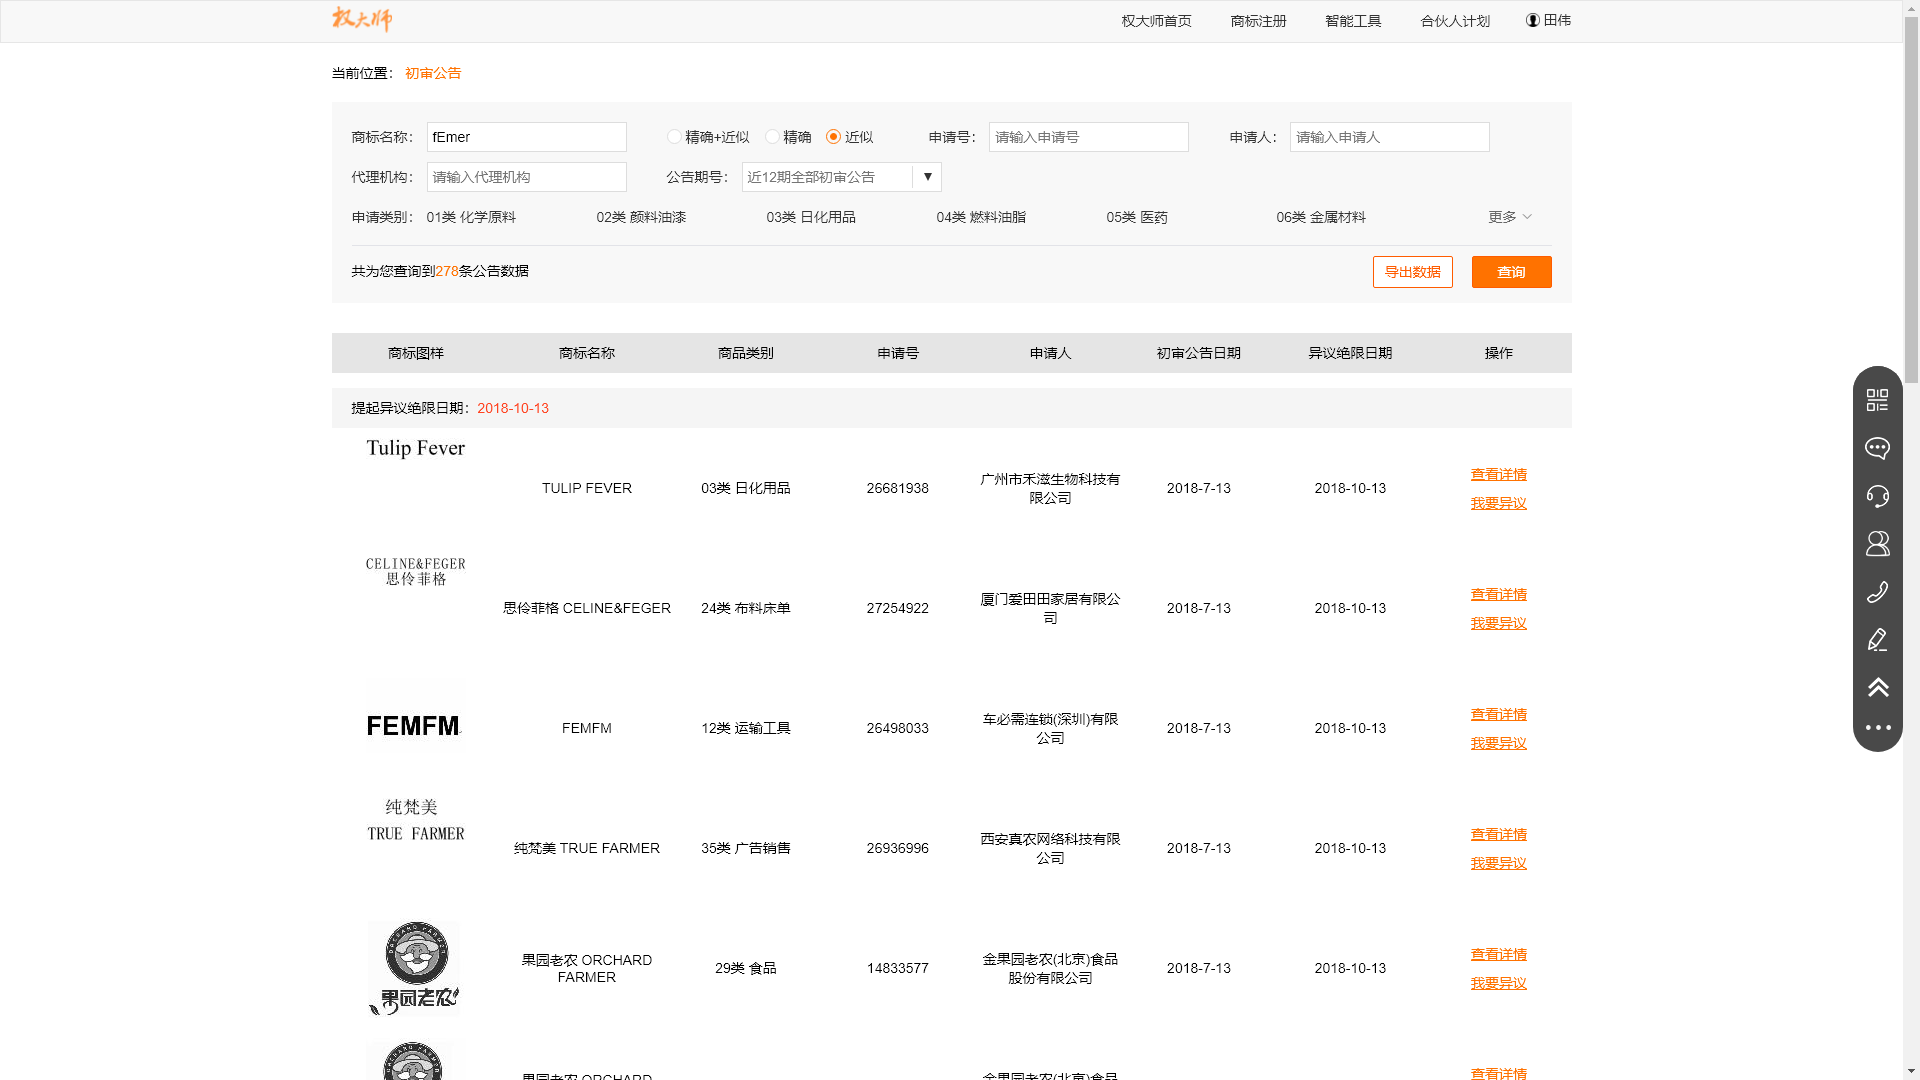 权大师
权大师首页 商标注册 智能工具 合伙人计划 田伟
当前位置： 初审公告
商标名称： fEmer 精确+近似 精确 近似 申请号： 请输入申请号 申请人： 请输入申请人
代理机构： 请输入代理机构 公告期号： 近12期全部初审公告
申请类别： 01类 化学原料 02类 颜料油漆 03类 日化用品 04类 燃料油脂 05类 医药 06类 金属材料 更多
共为您查询到278条公告数据 导出数据 查询
商标图样 商标名称 商品类别 申请号 申请人 初审公告日期 异议绝限日期 操作
提起异议绝限日期：2018-10-13
Tulip Fever
TULIP FEVER 03类 日化用品 26681938 广州市禾滋生物科技有限公司 2018-7-13 2018-10-13 查看详情
我要异议
CELINE&FEGER
思伶菲格
思伶菲格 CELINE&FEGER 24类 布料床单 27254922 厦门爱田田家居有限公司 2018-7-13 2018-10-13 查看详情
我要异议
FEMFM
FEMFM 12类 运输工具 26498033 车必需连锁(深圳)有限公司 2018-7-13 2018-10-13 查看详情
我要异议
纯梵美
TRUE FARMER
纯梵美 TRUE FARMER 35类 广告销售 26936996 西安真农网络科技有限公司 2018-7-13 2018-10-13 查看详情
我要异议
ORCHARD FARMER
果园老农
果园老农 ORCHARD FARMER 29类 食品 14833577 金果园老农(北京)食品股份有限公司 2018-7-13 2018-10-13 查看详情
我要异议
果园老农 ORCHARD 金果园老农(北京)食品 查看详情